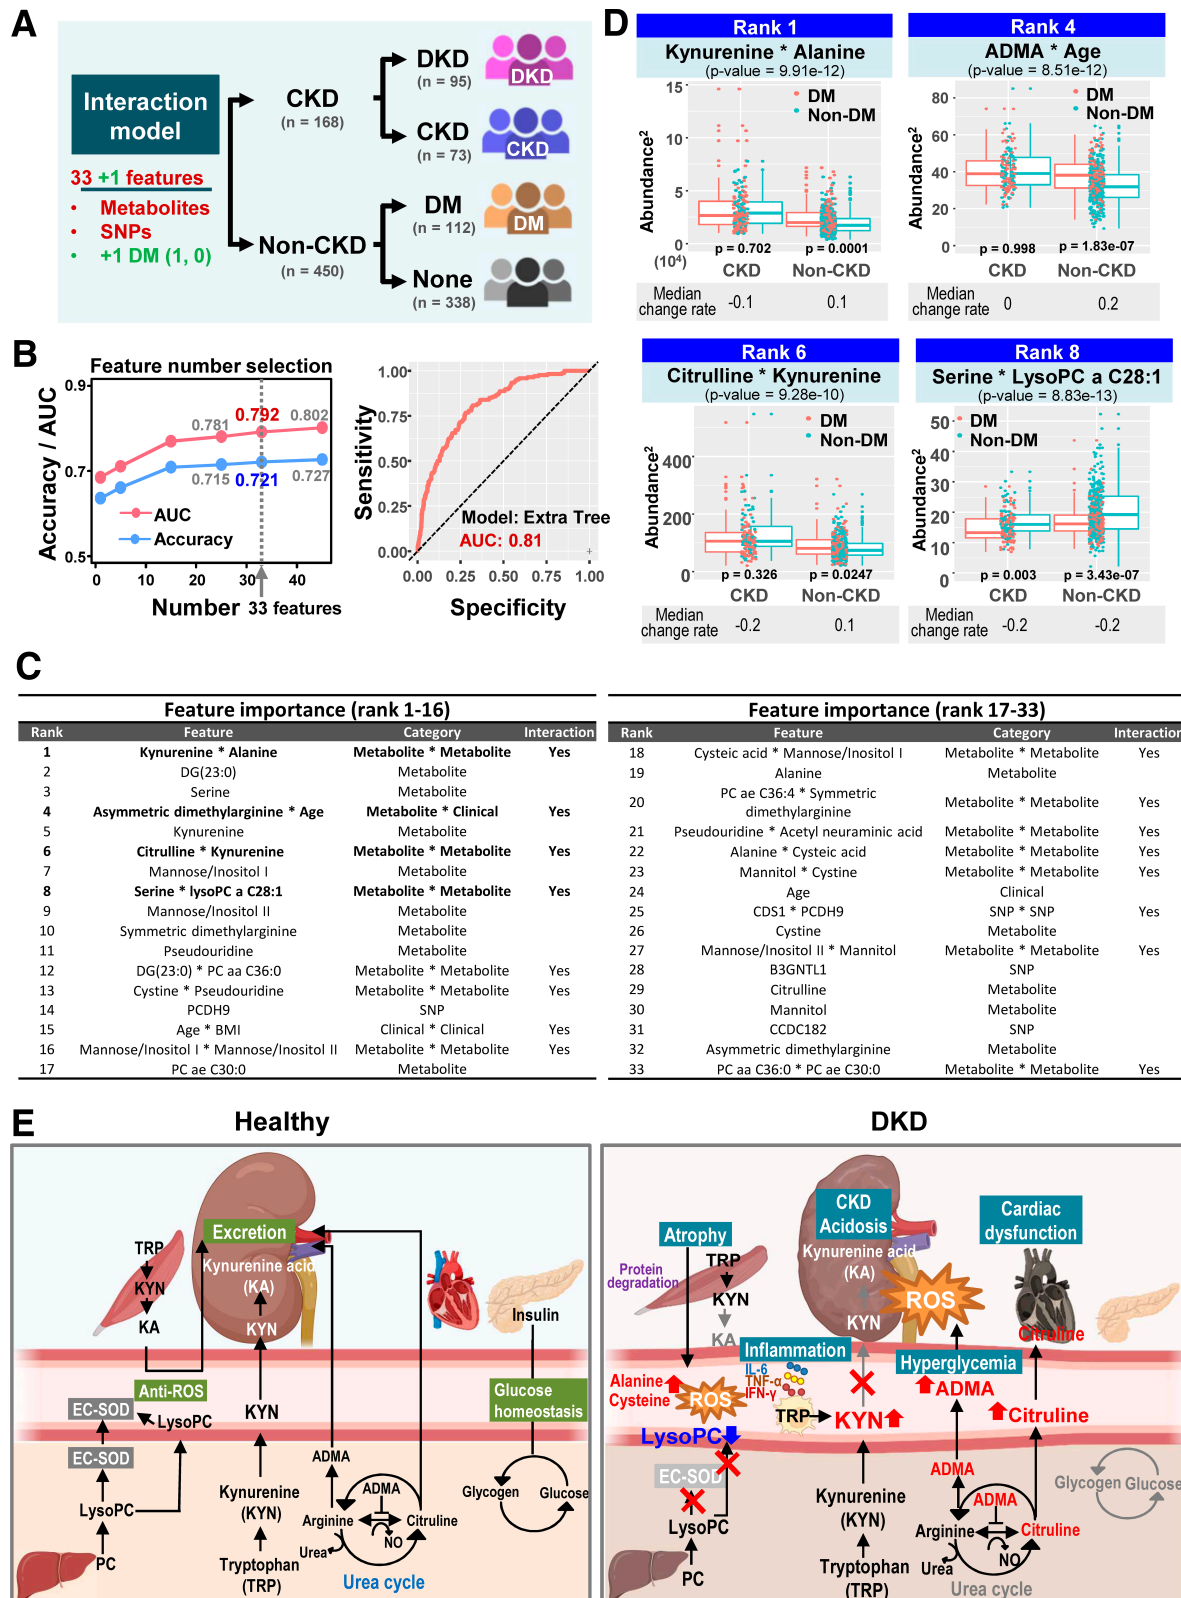 A
Interaction
model
33 +1 features
• Metabolites
• SNPs
• +1 DM (1, 0)
CKD
(n = 168)
Non-CKD
(n = 450)
DKD
(n = 95)
DKD
CKD
(n = 73)
CKD
DM
(n = 112)
DM
None
(n = 338)
B
Feature number selection
Accuracy / AUC
0.9
0.7
0.5
0.781
0.792
0.802
0.715
0.721
0.727
AUC
Accuracy
0 10 20 30 40
Number 33 features
Sensitivity
1.00
0.75
0.50
0.25
0.00
Model: Extra Tree
AUC: 0.81
0.00 0.25 0.50 0.75 1.00
Specificity
D
Rank 1
Kynurenine * Alanine
(p-value = 9.91e-12)
Abundance²
15
10
5
0
(10⁴)
DM
Non-DM
p = 0.702 p = 0.0001
CKD Non-CKD
Median
change rate -0.1 0.1
Rank 4
ADMA * Age
(p-value = 8.51e-12)
Abundance²
80
60
40
20
0
DM
Non-DM
p = 0.998 p = 1.83e-07
CKD Non-CKD
Median
change rate 0 0.2
Rank 6
Citrulline * Kynurenine
(p-value = 9.28e-10)
Abundance²
400
200
0
DM
Non-DM
p = 0.326 p = 0.0247
CKD Non-CKD
Median
change rate -0.2 0.1
Rank 8
Serine * LysoPC a C28:1
(p-value = 8.83e-13)
Abundance²
50
40
30
20
10
0
DM
Non-DM
p = 0.003 p = 3.43e-07
CKD Non-CKD
Median
change rate -0.2 -0.2
C
Feature importance (rank 1-16)
Rank Feature Category Interaction
1 Kynurenine * Alanine Metabolite * Metabolite Yes
2 DG(23:0) Metabolite
3 Serine Metabolite
4 Asymmetric dimethylarginine * Age Metabolite * Clinical Yes
5 Kynurenine Metabolite
6 Citrulline * Kynurenine Metabolite * Metabolite Yes
7 Mannose/Inositol I Metabolite
8 Serine * lysoPC a C28:1 Metabolite * Metabolite Yes
9 Mannose/Inositol II Metabolite
10 Symmetric dimethylarginine Metabolite
11 Pseudouridine Metabolite
12 DG(23:0) * PC aa C36:0 Metabolite * Metabolite Yes
13 Cystine * Pseudouridine Metabolite * Metabolite Yes
14 PCDH9 SNP
15 Age * BMI Clinical * Clinical Yes
16 Mannose/Inositol I * Mannose/Inositol II Metabolite * Metabolite Yes
17 PC ae C30:0 Metabolite
Feature importance (rank 17-33)
Rank Feature Category Interaction
18 Cysteic acid * Mannose/Inositol I Metabolite * Metabolite Yes
19 Alanine Metabolite
20 PC ae C36:4 * Symmetric
dimethylarginine Metabolite * Metabolite Yes
21 Pseudouridine * Acetyl neuraminic acid Metabolite * Metabolite Yes
22 Alanine * Cysteic acid Metabolite * Metabolite Yes
23 Mannitol * Cystine Metabolite * Metabolite Yes
24 Age Clinical
25 CDS1 * PCDH9 SNP * SNP Yes
26 Cystine Metabolite
27 Mannose/Inositol II * Mannitol Metabolite * Metabolite Yes
28 B3GNTL1 SNP
29 Citrulline Metabolite
30 Mannitol Metabolite
31 CCDC182 SNP
32 Asymmetric dimethylarginine Metabolite
33 PC aa C36:0 * PC ae C30:0 Metabolite * Metabolite Yes
E
Healthy
TRP
KYN
KA
Excretion
Kynurenine acid
(KA)
KYN
Insulin
Anti-ROS
EC-SOD
LysoPC
EC-SOD
LysoPC
PC
KYN
Kynurenine
(KYN)
Tryptophan
(TRP)
ADMA
ADMA
Arginine
Citruline
NO
Urea
Urea cycle
Glucose
homeostasis
Glycogen
Glucose
DKD
Atrophy
Protein
degradation
TRP
KYN
KA
CKD
Acidosis
Kynurenine acid
(KA)
KYN
ROS
Cardiac
dysfunction
Citruline
Inflammation
IL-6
TNF-α
IFN-γ
Alanine
Cysteine
ROS
TRP
KYN
Hyperglycemia
ADMA
Citruline
LysoPC
EC-SOD
LysoPC
PC
Kynurenine
(KYN)
Tryptophan
(TRP)
ADMA
ADMA
Arginine
Citruline
NO
Urea
Urea cycle
Glycogen
Glucose